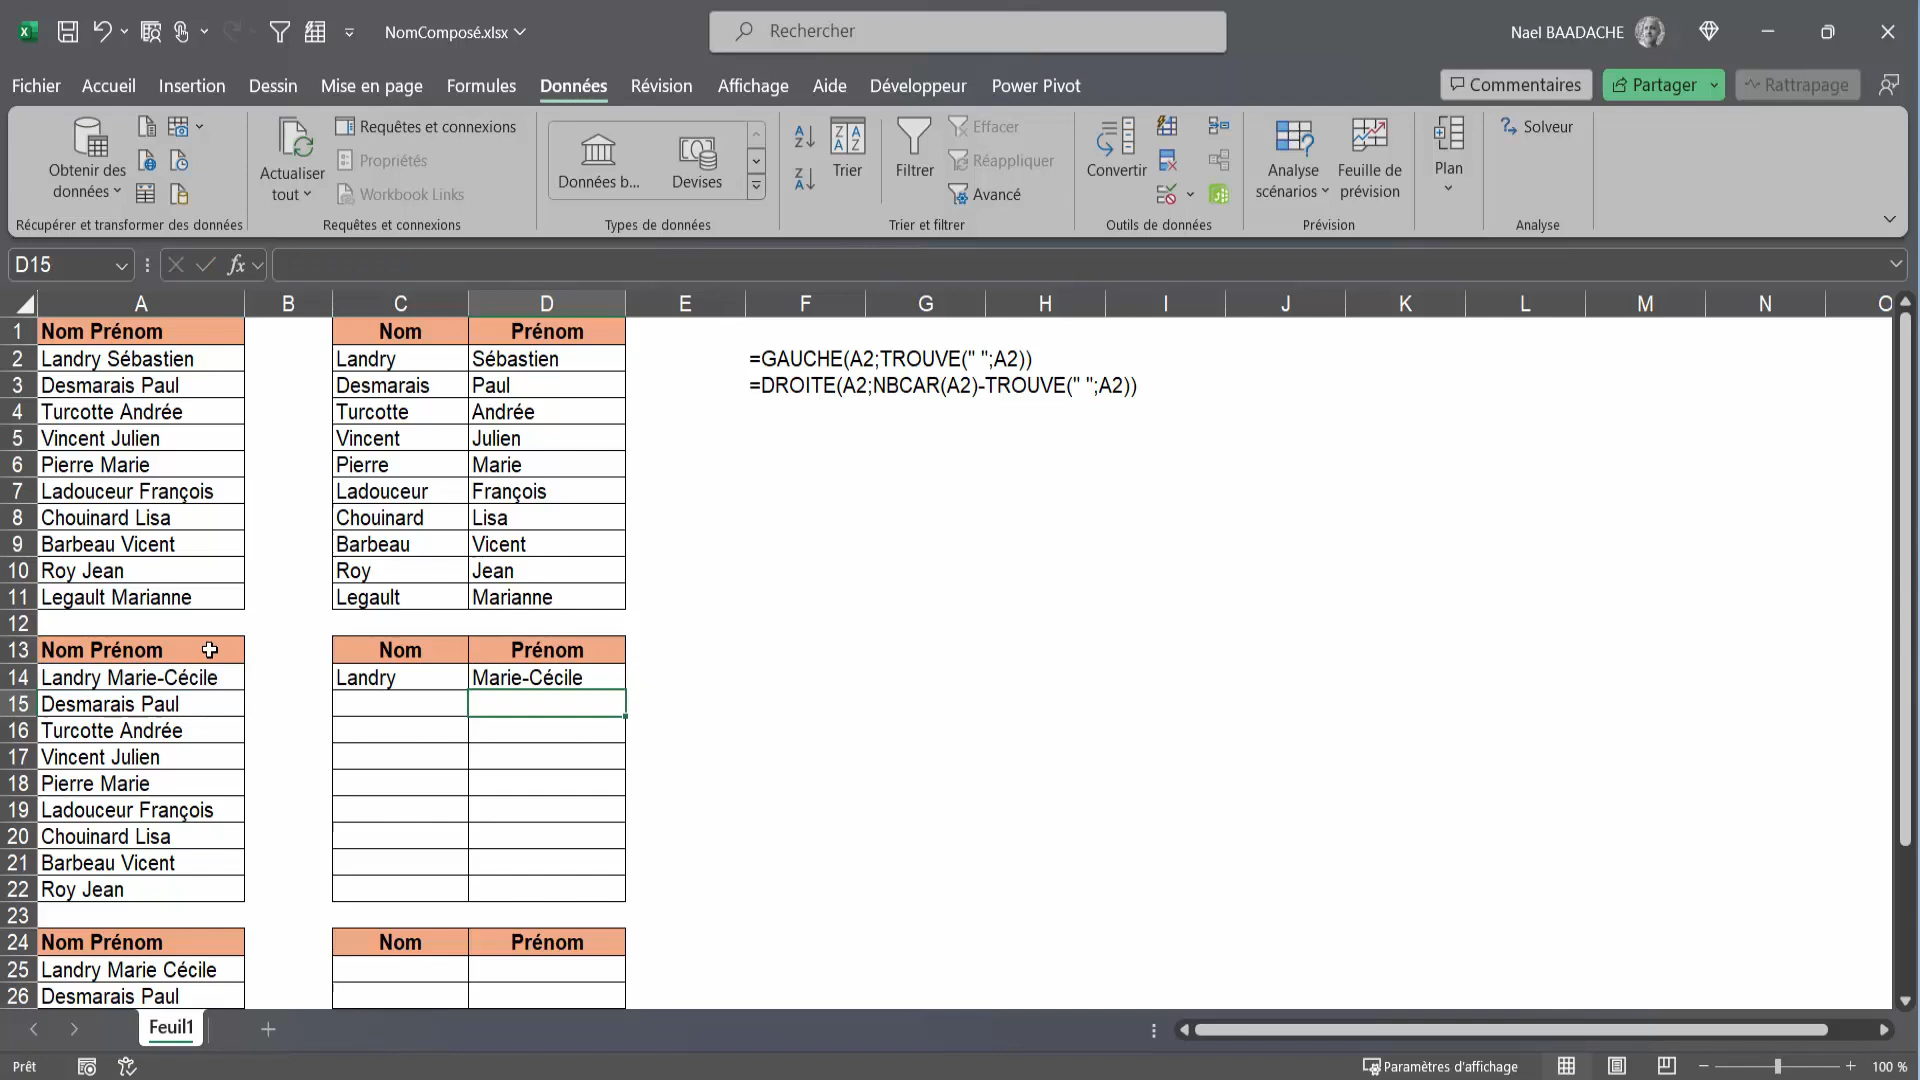 NomComposé.xlsx
Rechercher
Nael BAADACHE
Fichier Accueil Insertion Dessin Mise en page Formules Données Révision Affichage Aide Développeur Power Pivot
Commentaires Partager Rattrapage
Obtenir des données
Récupérer et transformer des données
Actualiser tout
Requêtes et connexions
Propriétés
Workbook Links
Requêtes et connexions
Données b... Devises
Types de données
Trier
Filtrer
Effacer
Réappliquer
Avancé
Trier et filtrer
Convertir
Outils de données
Analyse scénarios
Feuille de prévision
Prévision
Plan
Solveur
Analyse
D15 fx
A B C D E F G H I J K L M N O
1 Nom Prénom Nom Prénom
2 Landry Sébastien Landry Sébastien =GAUCHE(A2;TROUVE(" ";A2))
3 Desmarais Paul Desmarais Paul =DROITE(A2;NBCAR(A2)-TROUVE(" ";A2))
4 Turcotte Andrée Turcotte Andrée
5 Vincent Julien Vincent Julien
6 Pierre Marie Pierre Marie
7 Ladouceur François Ladouceur François
8 Chouinard Lisa Chouinard Lisa
9 Barbeau Vicent Barbeau Vicent
10 Roy Jean Roy Jean
11 Legault Marianne Legault Marianne
12
13 Nom Prénom Nom Prénom
14 Landry Marie-Cécile Landry Marie-Cécile
15 Desmarais Paul
16 Turcotte Andrée
17 Vincent Julien
18 Pierre Marie
19 Ladouceur François
20 Chouinard Lisa
21 Barbeau Vicent
22 Roy Jean
23
24 Nom Prénom Nom Prénom
25 Landry Marie Cécile
26 Desmarais Paul
Feuil1
Prêt
Paramètres d'affichage
100 %